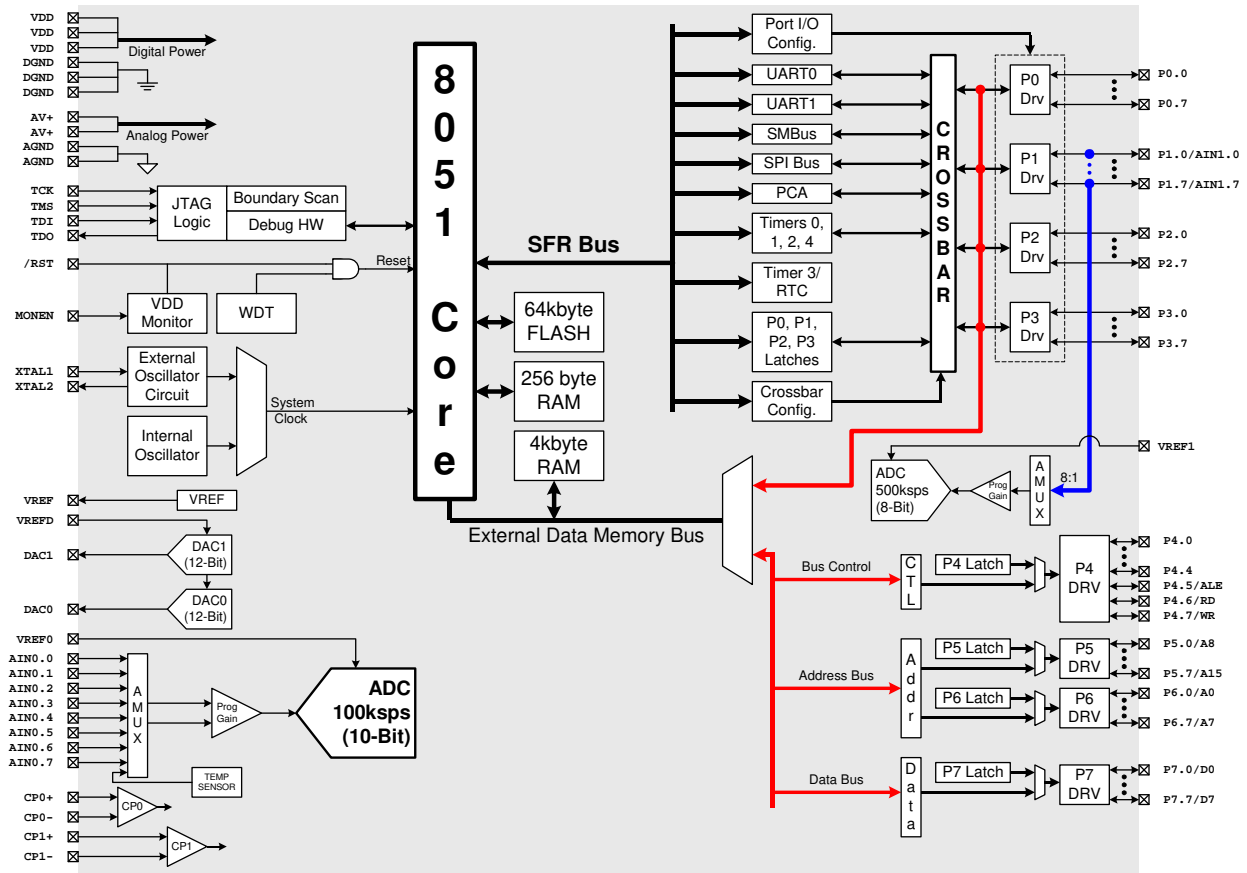 VDD
VDD
VDD
Digital Power
DGND
DGND
DGND
AV+
AV+
Analog Power
AGND
AGND
TCK
TMS
TDI
TDO
JTAG
Logic
Boundary Scan
Debug HW
/RST
Reset
MONEN
VDD
Monitor
WDT
XTAL1
XTAL2
External
Oscillator
Circuit
Internal
Oscillator
System
Clock
VREF
VREF
VREFD
DAC1
DAC1
(12-Bit)
DAC0
DAC0
(12-Bit)
VREF0
AIN0.0
AIN0.1
AIN0.2
AIN0.3
AIN0.4
AIN0.5
AIN0.6
AIN0.7
AMUX
Prog
Gain
ADC
100ksps
(10-Bit)
TEMP
SENSOR
CP0+
CP0-
CP0
CP1+
CP1-
CP1
8051 Core
64kbyte
FLASH
256 byte
RAM
4kbyte
RAM
SFR Bus
External Data Memory Bus
Port I/O
Config.
UART0
UART1
SMBus
SPI Bus
PCA
Timers 0,
1, 2, 4
Timer 3/
RTC
P0, P1,
P2, P3
Latches
Crossbar
Config.
CROSSBAR
P0
Drv
P1
Drv
P2
Drv
P3
Drv
P0.0
P0.7
P1.0/AIN1.0
P1.7/AIN1.7
P2.0
P2.7
P3.0
P3.7
VREF1
ADC
500ksps
(8-Bit)
Prog
Gain
AMUX
8:1
Bus Control
CTL
P4 Latch
P4
DRV
P4.0
P4.4
P4.5/ALE
P4.6/RD
P4.7/WR
Address Bus
Addr
P5 Latch
P5
DRV
P5.0/A8
P5.7/A15
P6 Latch
P6
DRV
P6.0/A0
P6.7/A7
Data Bus
Data
P7 Latch
P7
DRV
P7.0/D0
P7.7/D7